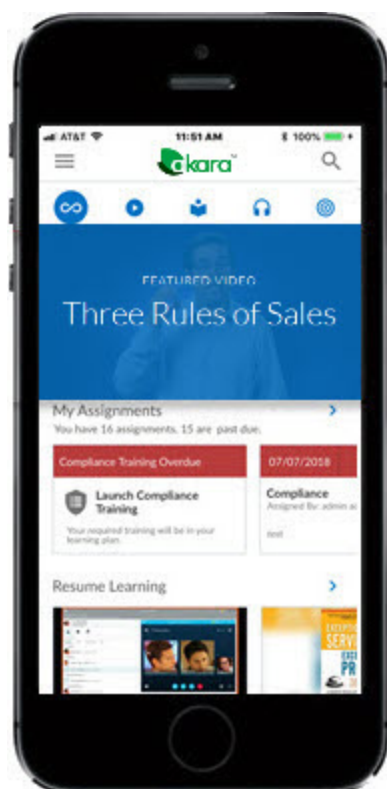 AT&T 11:51 AM 100%
akara
FEATURED VIDEO
Three Rules of Sales
My Assignments
You have 16 assignments. 15 are past due.
Compliance Training Overdue
07/07/2018
Launch Compliance
Training
Compliance
Assigned By: admin
Your required training will be in your
learning plan.
test
Resume Learning
SERV